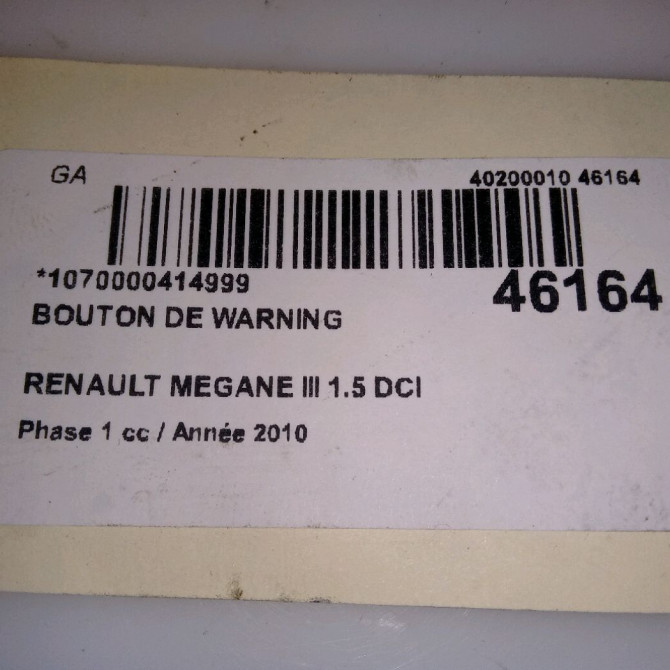 GA 40200010 46164
*1070000414999 46164
BOUTON DE WARNING
RENAULT MEGANE III 1.5 DCI
Phase 1 cc / Année 2010